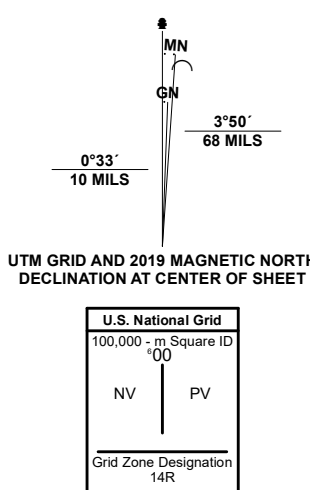 MN
GN
3°50´
68 MILS
0°33´
10 MILS
UTM GRID AND 2019 MAGNETIC NORTH
DECLINATION AT CENTER OF SHEET
U.S. National Grid
100,000 - m Square ID
⁶00
NV PV
Grid Zone Designation
14R